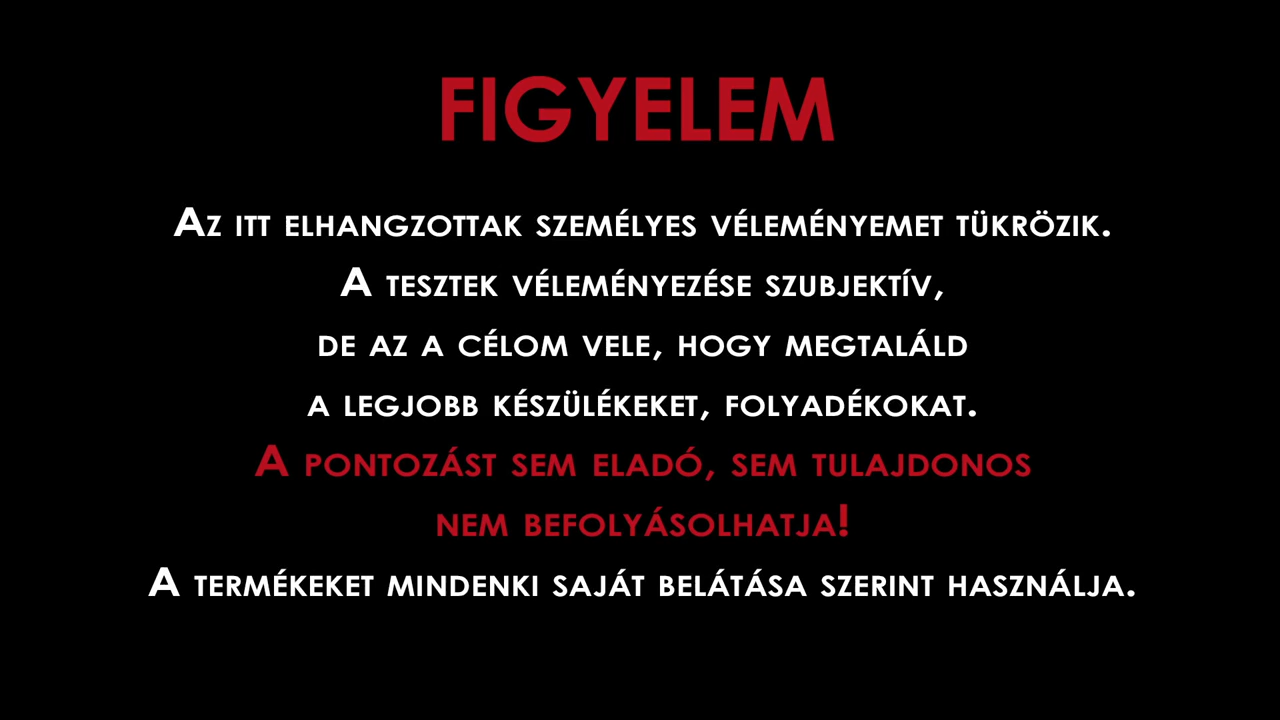 FIGYELEM
Az itt elhangzottak személyes véleményemet tükrözik.
A tesztek véleményezése szubjektív,
de az a célom vele, hogy megtaláld
a legjobb készülékeket, folyadékokat.
A pontozást sem eladó, sem tulajdonos
nem befolyásolhatja!
A termékeket mindenki saját belátása szerint használja.